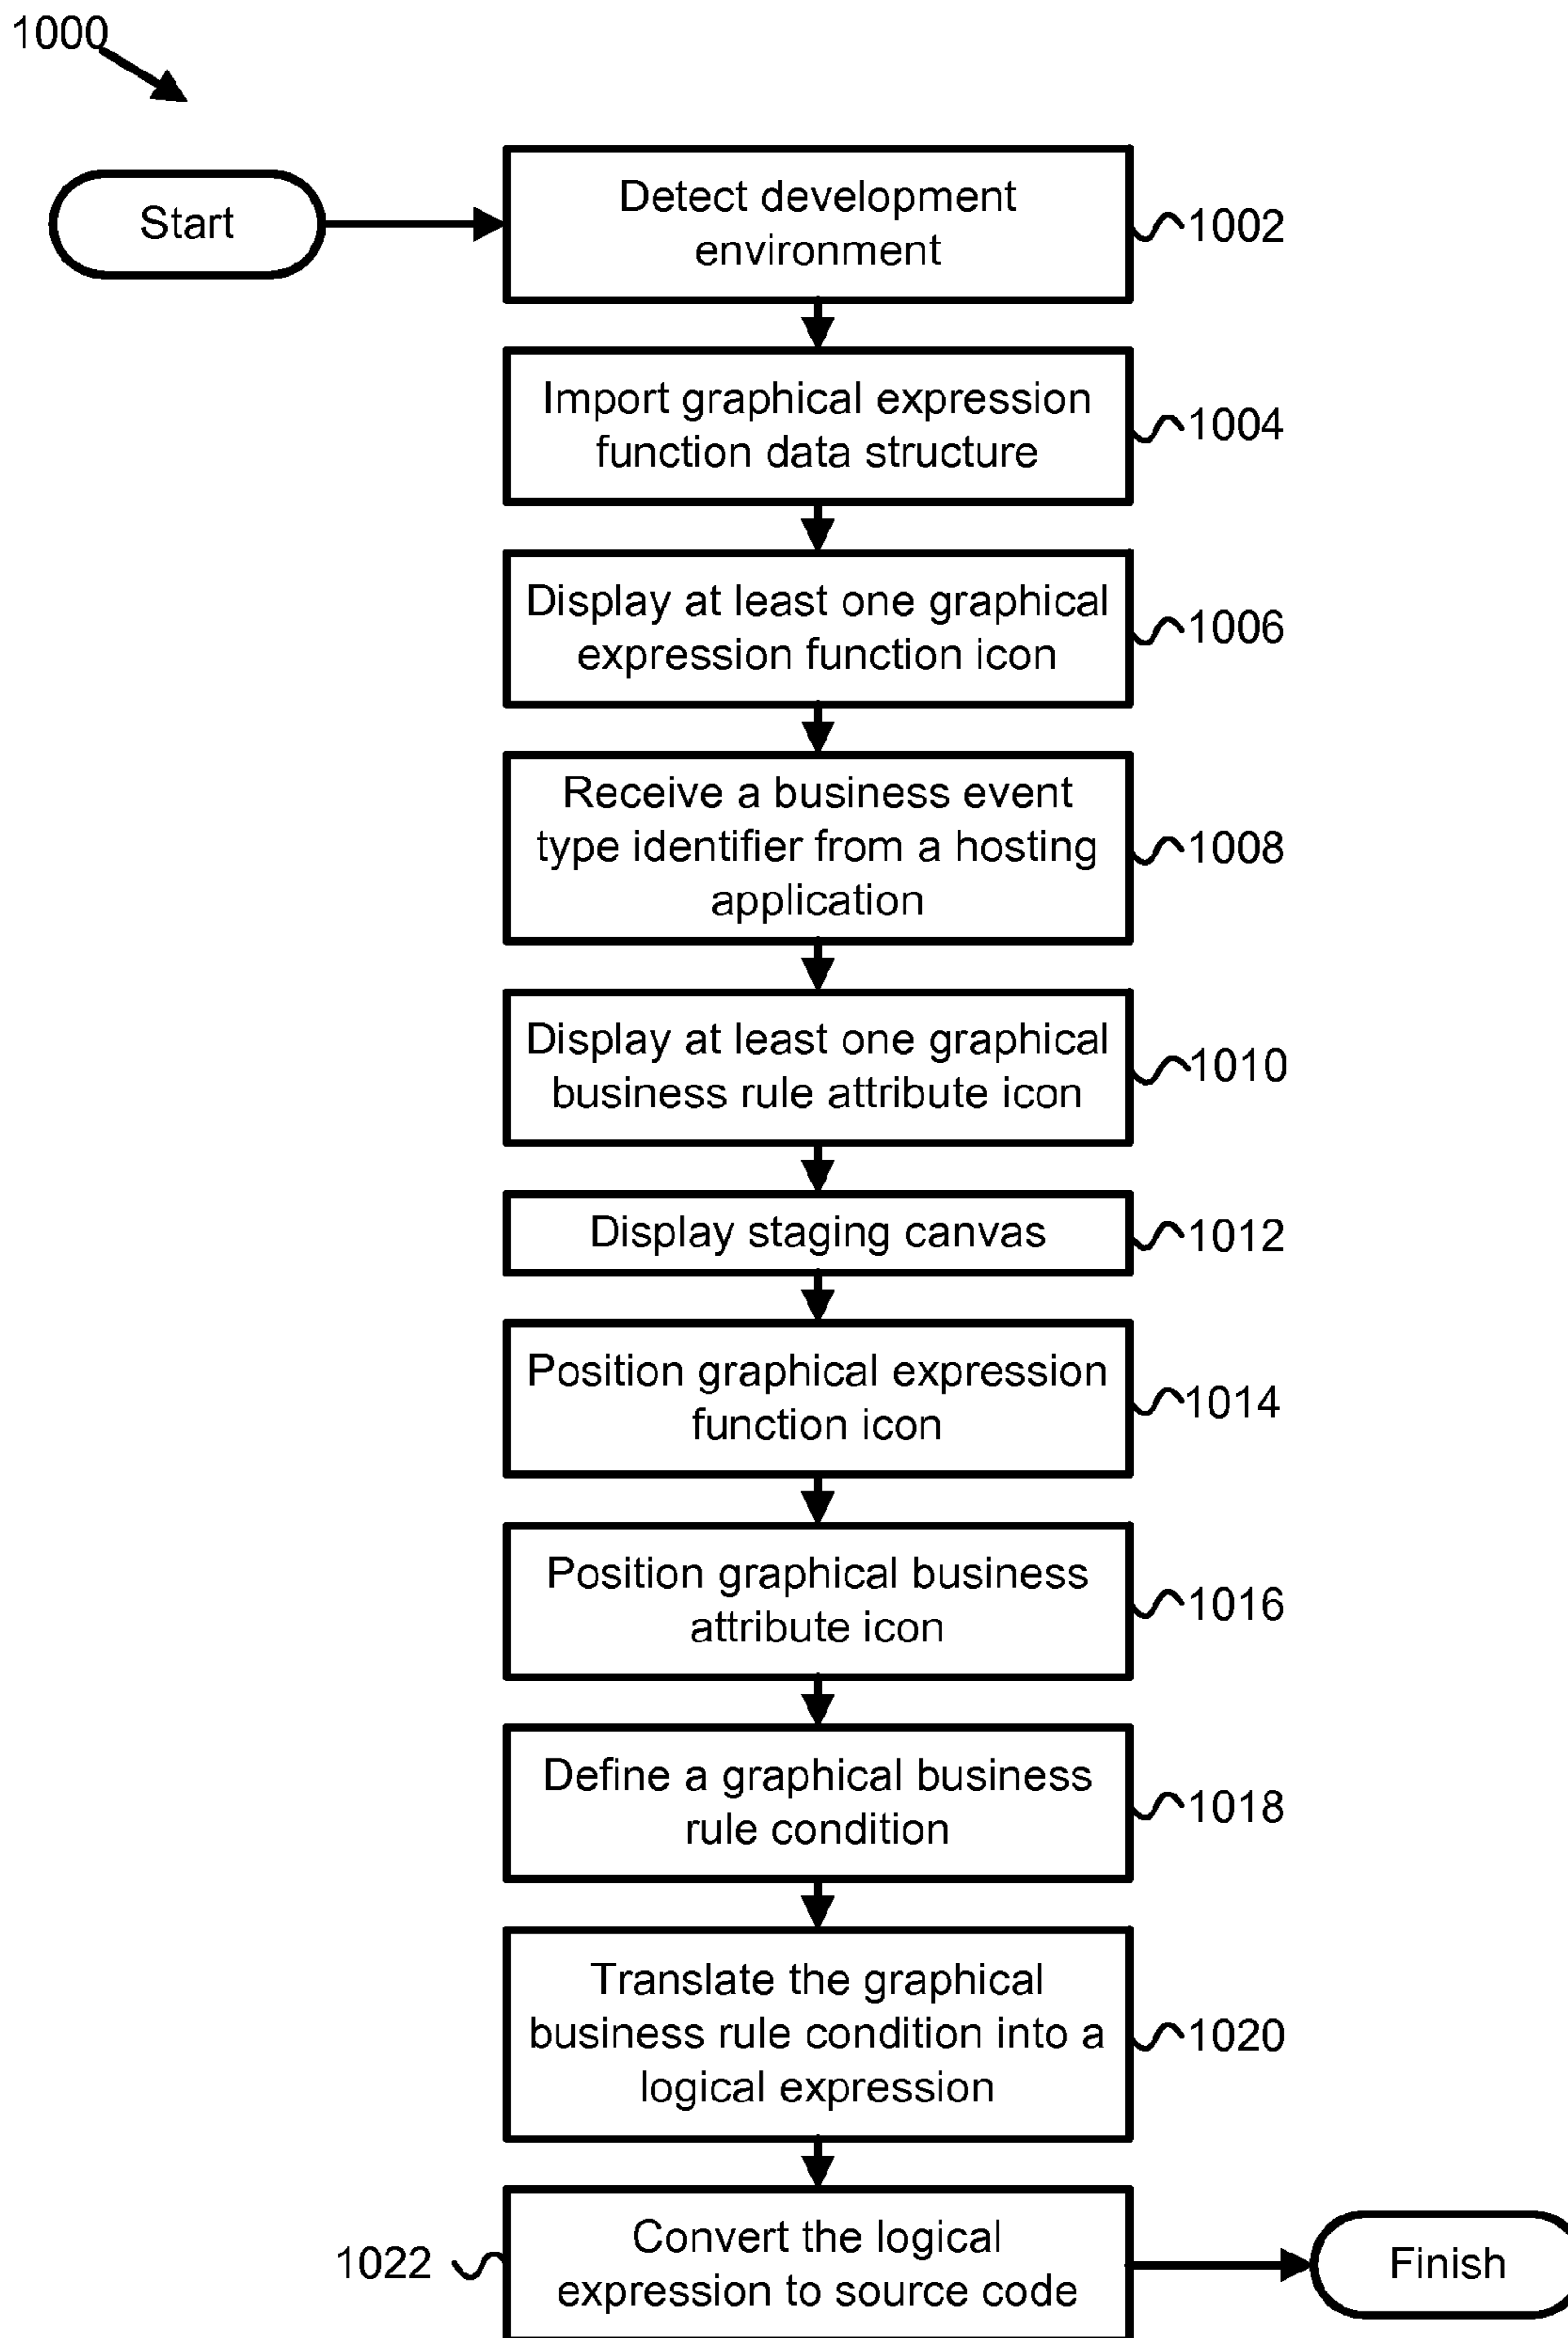 1000
Start
Detect development
environment
1002
Import graphical expression
function data structure
1004
Display at least one graphical
expression function icon
1006
Receive a business event
type identifier from a hosting
application
1008
Display at least one graphical
business rule attribute icon
1010
Display staging canvas
1012
Position graphical expression
function icon
1014
Position graphical business
attribute icon
1016
Define a graphical business
rule condition
1018
Translate the graphical
business rule condition into a
logical expression
1020
1022
Convert the logical
expression to source code
Finish